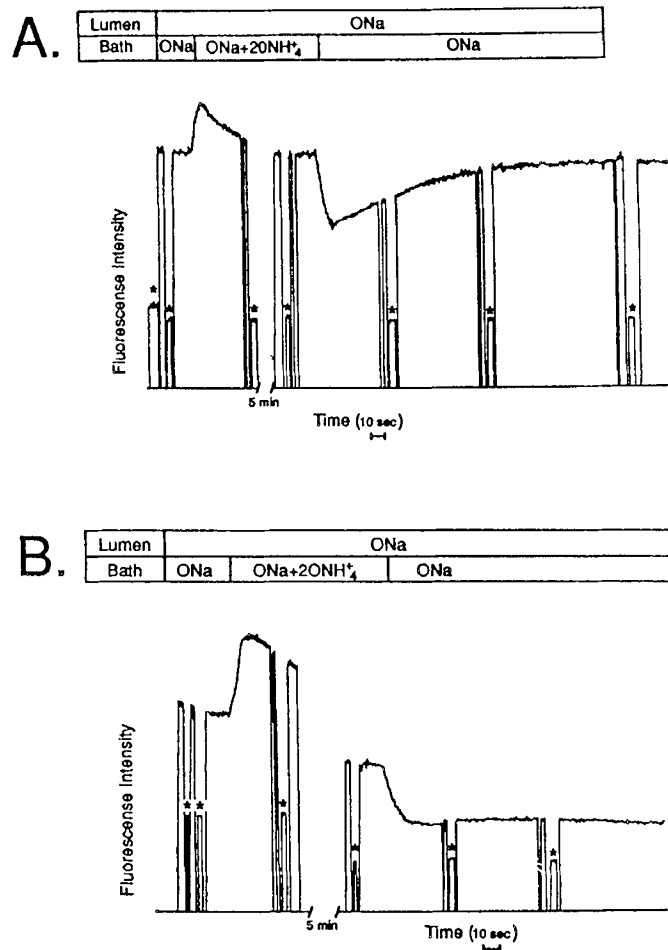 A.
Lumen ONa
Bath ONa ONa+20NH+4 ONa
Fluorescense Intensity
* * * * * * *
5 min
Time (10 sec)
B.
Lumen ONa
Bath ONa ONa+2ONH+4 ONa
Fluorescense Intensity
* * * * * *
5 min
Time (10 sec)